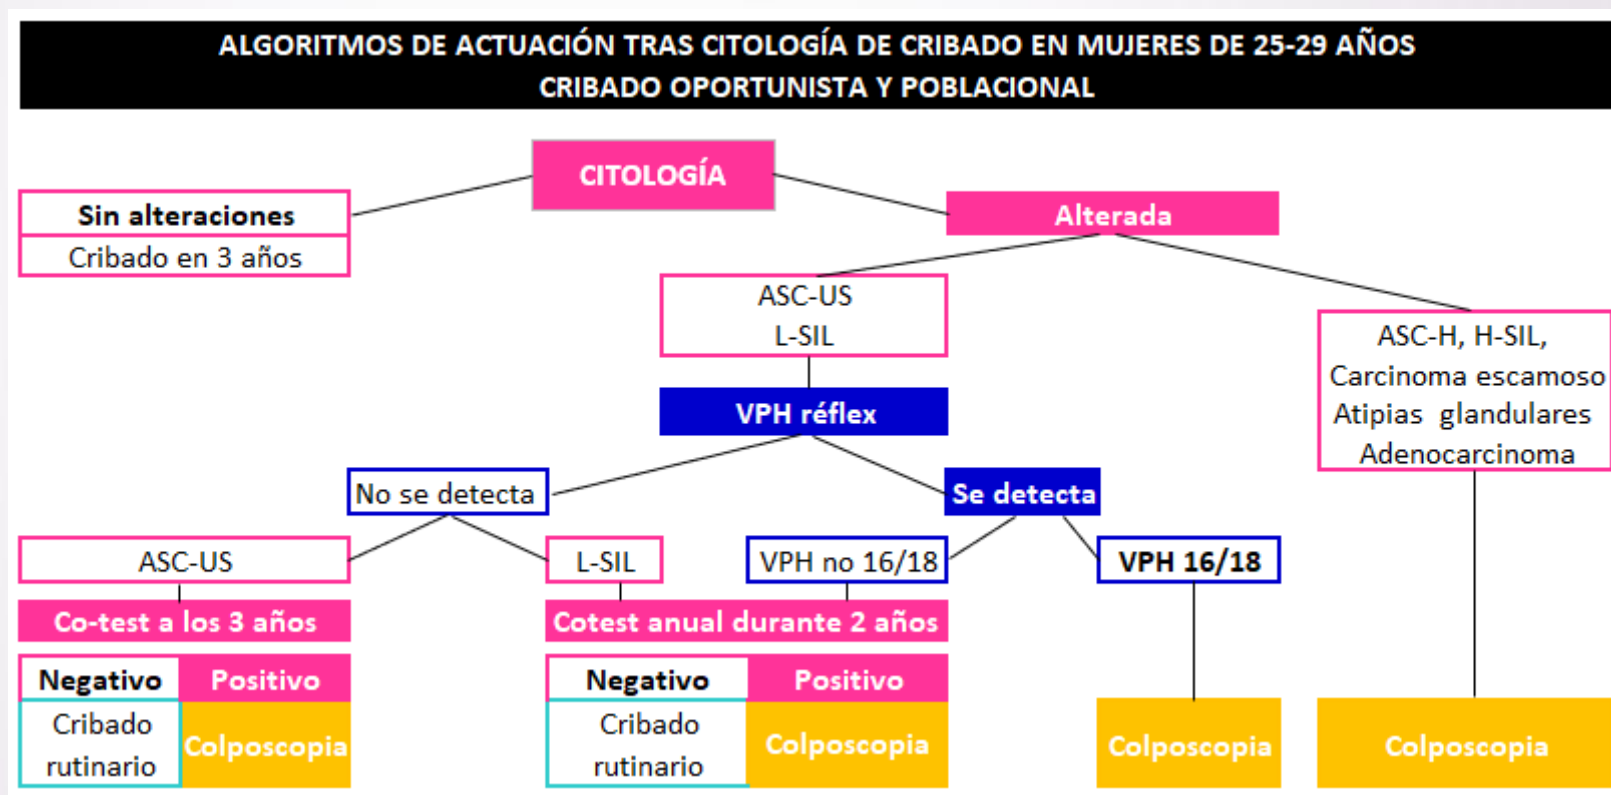 ALGORITMOS DE ACTUACIÓN TRAS CITOLOGÍA DE CRIBADO EN MUJERES DE 25-29 AÑOS
CRIBADO OPORTUNISTA Y POBLACIONAL
CITOLOGÍA
Sin alteraciones
Cribado en 3 años
Alterada
ASC-US
L-SIL
ASC-H, H-SIL,
Carcinoma escamoso
Atipias glandulares
Adenocarcinoma
VPH réflex
No se detecta
Se detecta
ASC-US
L-SIL
VPH no 16/18
VPH 16/18
Co-test a los 3 años
Cotest anual durante 2 años
Negativo
Positivo
Negativo
Positivo
Cribado
rutinario
Colposcopia
Cribado
rutinario
Colposcopia
Colposcopia
Colposcopia